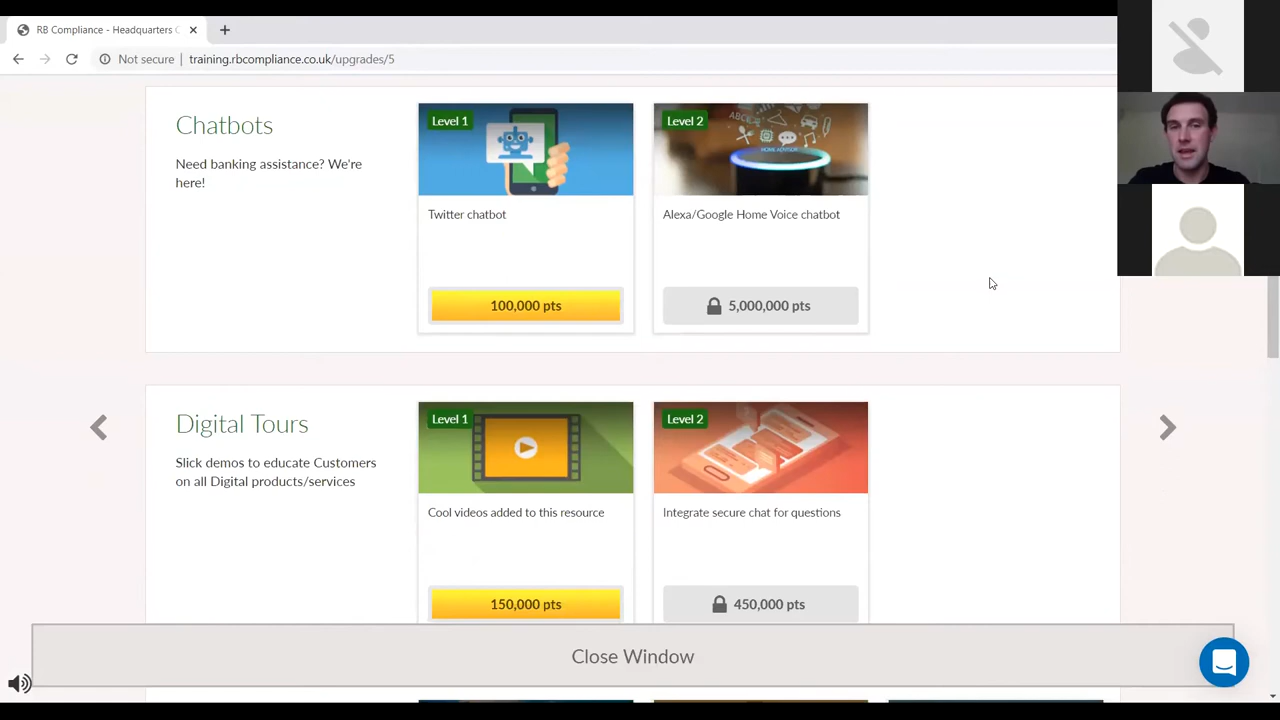 RB Compliance - Headquarters
Not secure | training.rbcompliance.co.uk/upgrades/5
Chatbots
Need banking assistance? We're
here!
Level 1
Twitter chatbot
100,000 pts
Level 2
ABC
HOME ADVISOR
Alexa/Google Home Voice chatbot
5,000,000 pts
Digital Tours
Slick demos to educate Customers
on all Digital products/services
Level 1
Cool videos added to this resource
150,000 pts
Level 2
Integrate secure chat for questions
450,000 pts
Close Window